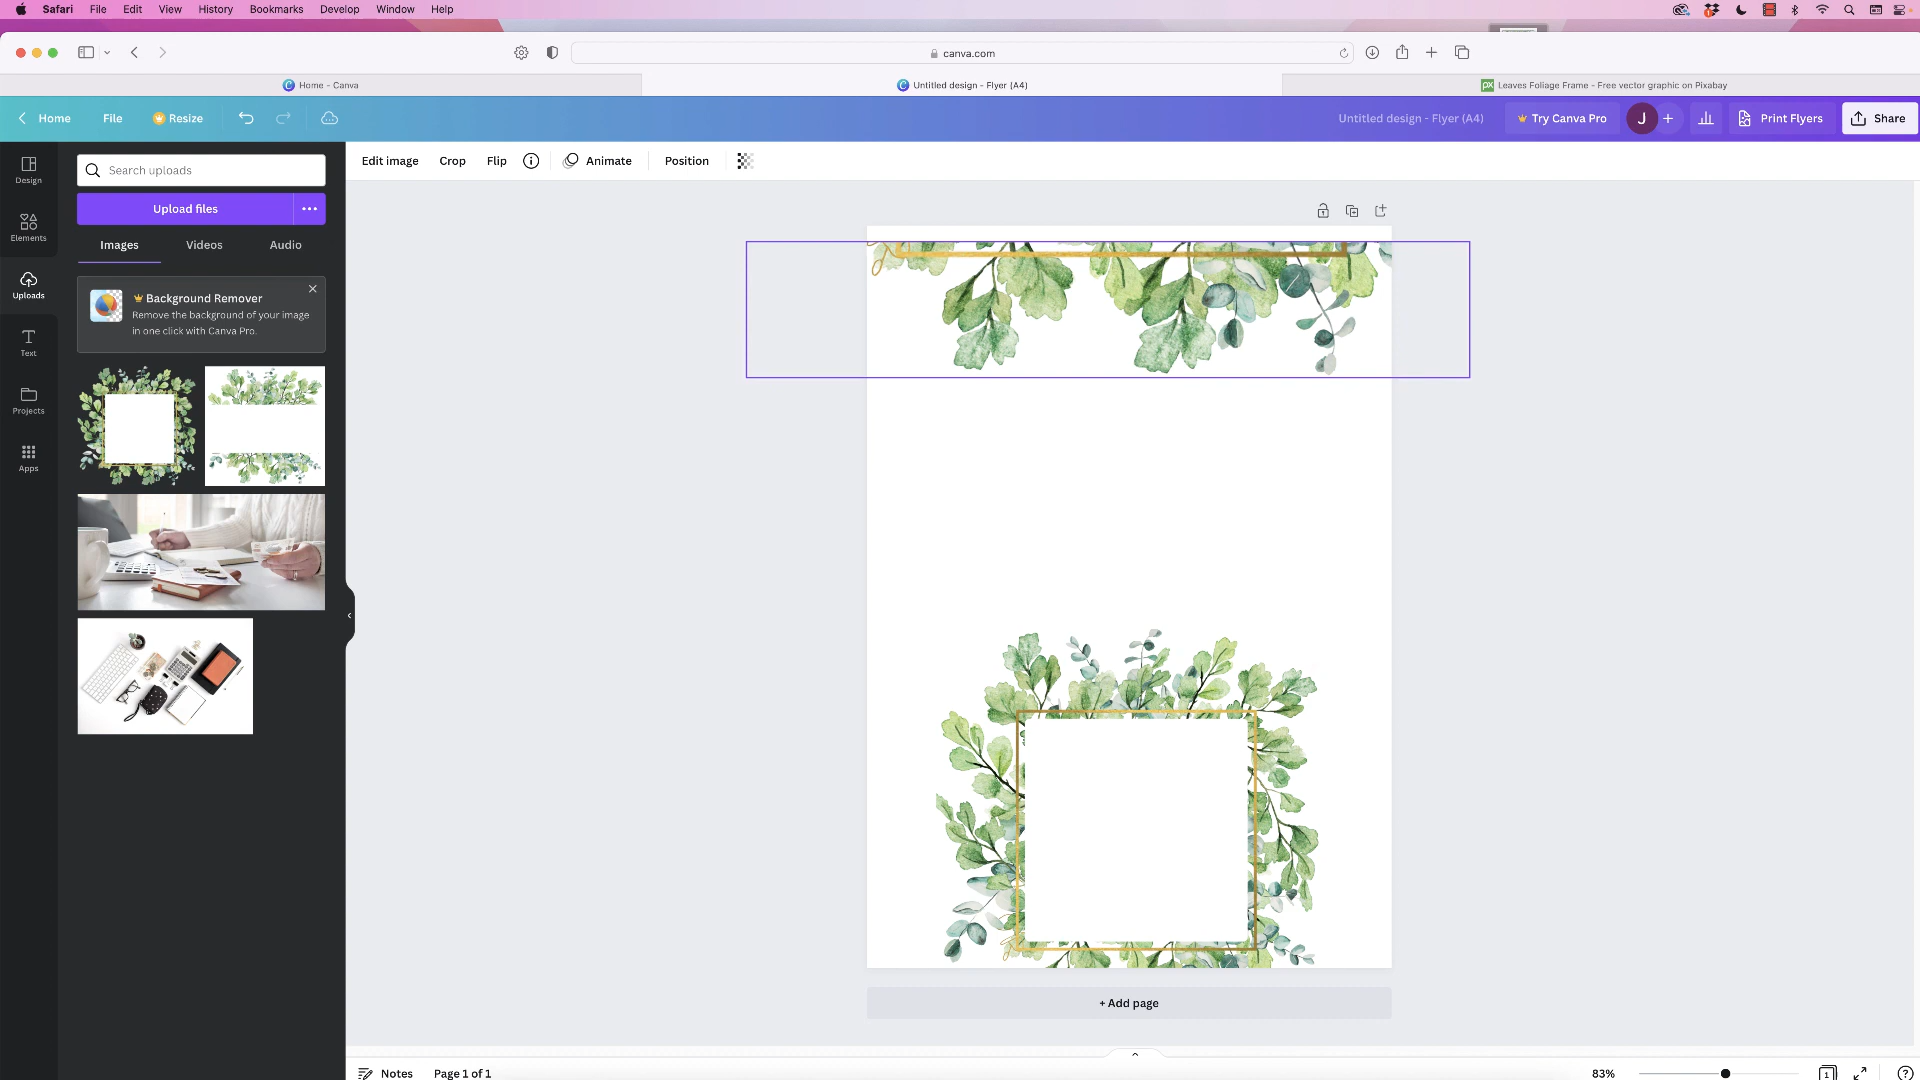 Safari File Edit View History Bookmarks Develop Window Help
canva.com
Home - Canva
Untitled design - Flyer (A4)
Leaves Foliage Frame - Free vector graphic on Pixabay
Home File Resize
Untitled design - Flyer (A4) Try Canva Pro J Print Flyers Share
Design
Elements
Uploads
Text
Projects
Apps
Search uploads
Upload files
Images Videos Audio
Background Remover
Remove the background of your image
in one click with Canva Pro.
Edit image Crop Flip Animate Position
+ Add page
Notes Page 1 of 1
83%
1